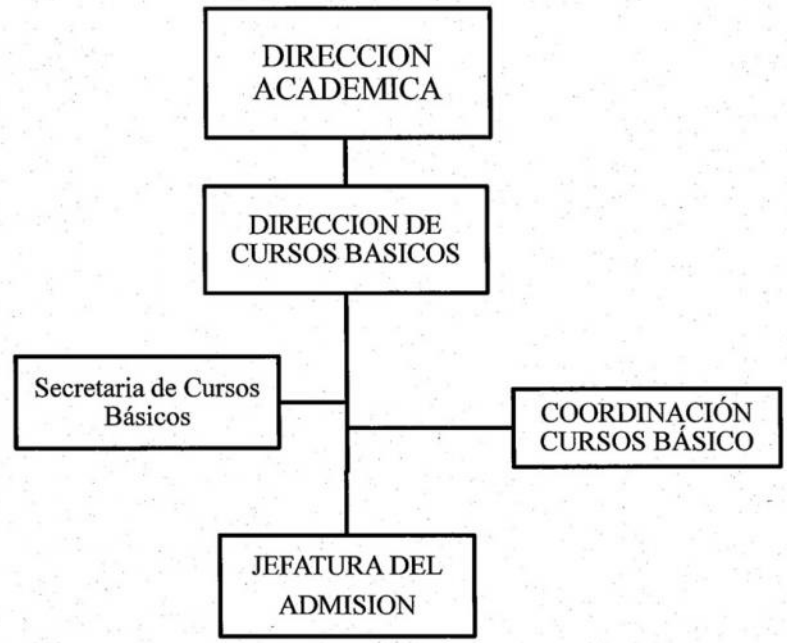 DIRECCION
ACADEMICA
DIRECCION DE
CURSOS BASICOS
Secretaria de Cursos
Básicos
COORDINACIÓN
CURSOS BÁSICO
JEFATURA DEL
ADMISION